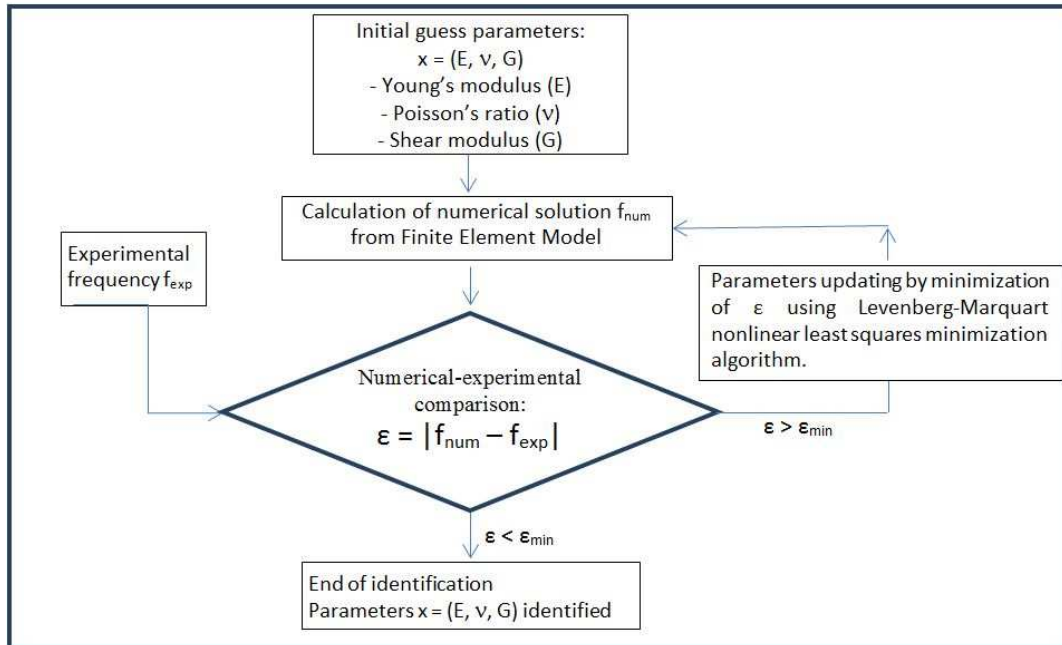 Initial guess parameters:
x = (E, ν, G)
- Young's modulus (E)
- Poisson's ratio (ν)
- Shear modulus (G)
Calculation of numerical solution fnum
from Finite Element Model
Experimental
frequency fexp
Parameters updating by minimization
of ε using Levenberg-Marquart
nonlinear least squares minimization
algorithm.
Numerical-experimental
comparison:
ε = |fnum – fexp|
ε > εmin
ε < εmin
End of identification
Parameters x = (E, ν, G) identified